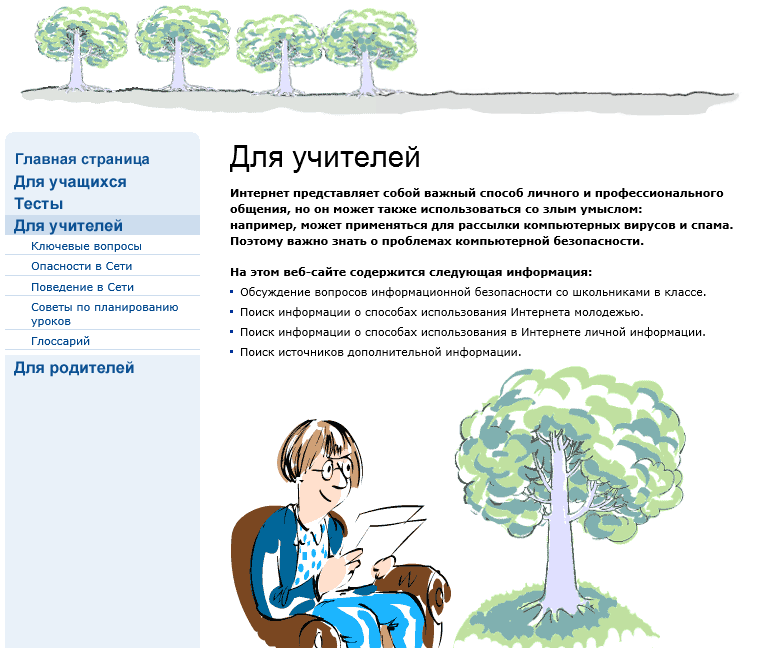 Главная страница
Для учащихся
Тесты
Для учителей
Ключевые вопросы
Опасности в Сети
Поведение в Сети
Советы по планированию
уроков
Глоссарий
Для родителей
Для учителей
Интернет представляет собой важный способ личного и профессионального
общения, но он может также использоваться со злым умыслом:
например, может применяться для рассылки компьютерных вирусов и спама.
Поэтому важно знать о проблемах компьютерной безопасности.
На этом веб-сайте содержится следующая информация:
Обсуждение вопросов информационной безопасности со школьниками в классе.
Поиск информации о способах использования Интернета молодежью.
Поиск информации о способах использования в Интернете личной информации.
Поиск источников дополнительной информации.